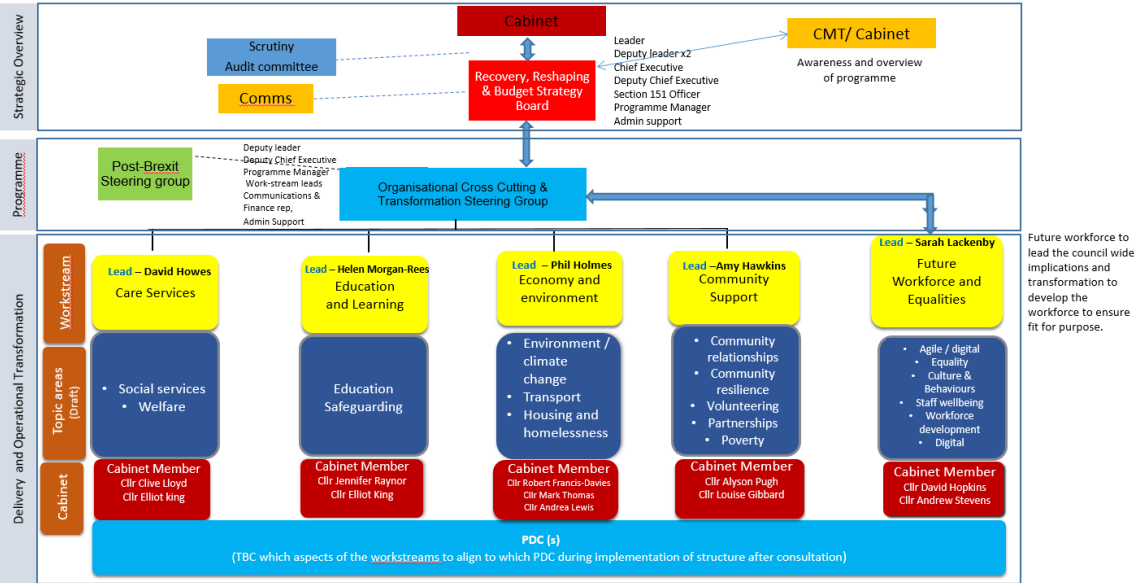 Strategic Overview
Cabinet
Scrutiny
Audit committee
Comms
Recovery, Reshaping
& Budget Strategy
Board
Leader
Deputy leader x2
Chief Executive
Deputy Chief Executive
Section 151 Officer
Programme Manager
Admin support
CMT/ Cabinet
Awareness and overview
of programme
Programme
Post-Brexit
Steering group
Deputy leader
Deputy Chief Executive
Programme Manager
Work-stream leads
Communications &
Finance rep,
Admin Support
Organisational Cross Cutting &
Transformation Steering Group
Delivery and Operational Transformation
Workstream
Lead – David Howes
Care Services
Lead – Helen Morgan-Rees
Education
and Learning
Lead – Phil Holmes
Economy and
environment
Lead –Amy Hawkins
Community
Support
Lead – Sarah Lackenby
Future
Workforce and
Equalities
Future workforce to
lead the council wide
implications and
transformation to
develop the
workforce to ensure
fit for purpose.
Topic areas
(Draft)
• Social services
• Welfare
Education
Safeguarding
• Environment /
climate
change
• Transport
• Housing and
homelessness
• Community
relationships
• Community
resilience
• Volunteering
• Partnerships
• Poverty
• Agile / digital
• Equality
• Culture &
Behaviours
• Staff wellbeing
• Workforce
development
• Digital
Cabinet
Cabinet Member
Cllr Clive Lloyd
Cllr Elliot king
Cabinet Member
Cllr Jennifer Raynor
Cllr Elliot King
Cabinet Member
Cllr Robert Francis-Davies
Cllr Mark Thomas
Cllr Andrea Lewis
Cabinet Member
Cllr Alyson Pugh
Cllr Louise Gibbard
Cabinet Member
Cllr David Hopkins
Cllr Andrew Stevens
PDC (s)
(TBC which aspects of the workstreams to align to which PDC during implementation of structure after consultation)